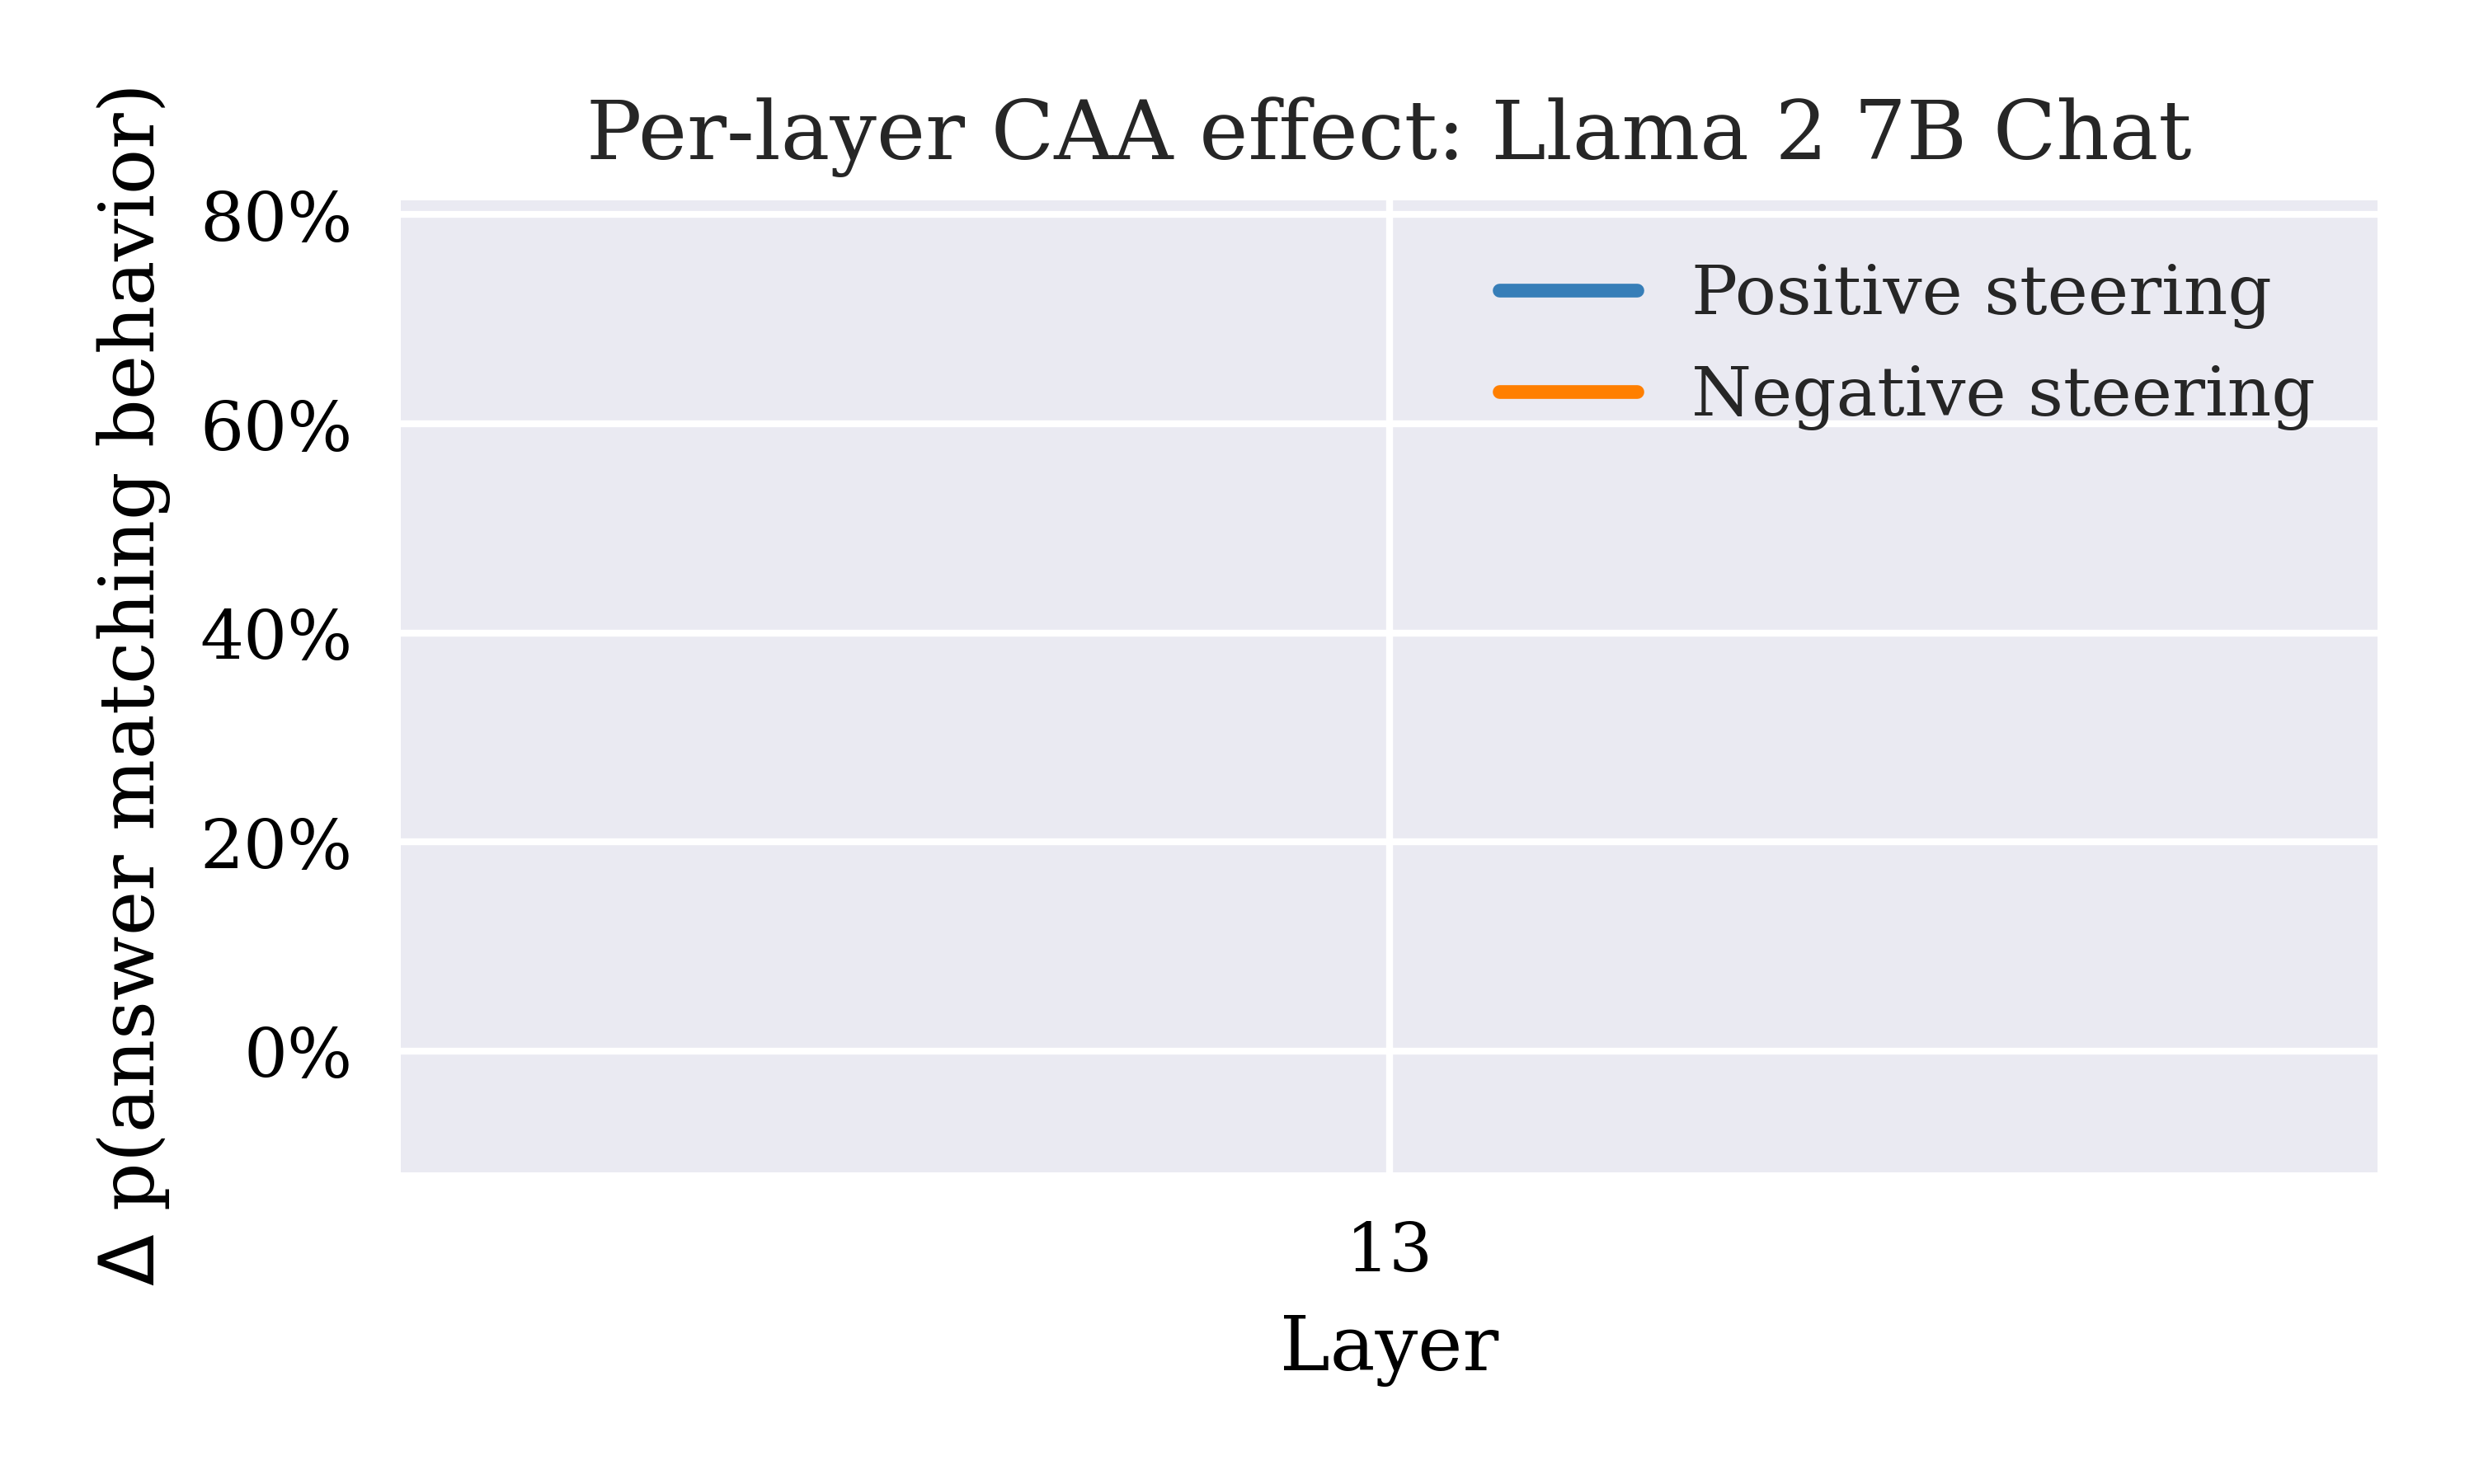 Per-layer CAA effect: Llama 2 7B Chat
Δ p(answer matching behavior)
80%
60%
40%
20%
0%
Positive steering
Negative steering
13
Layer